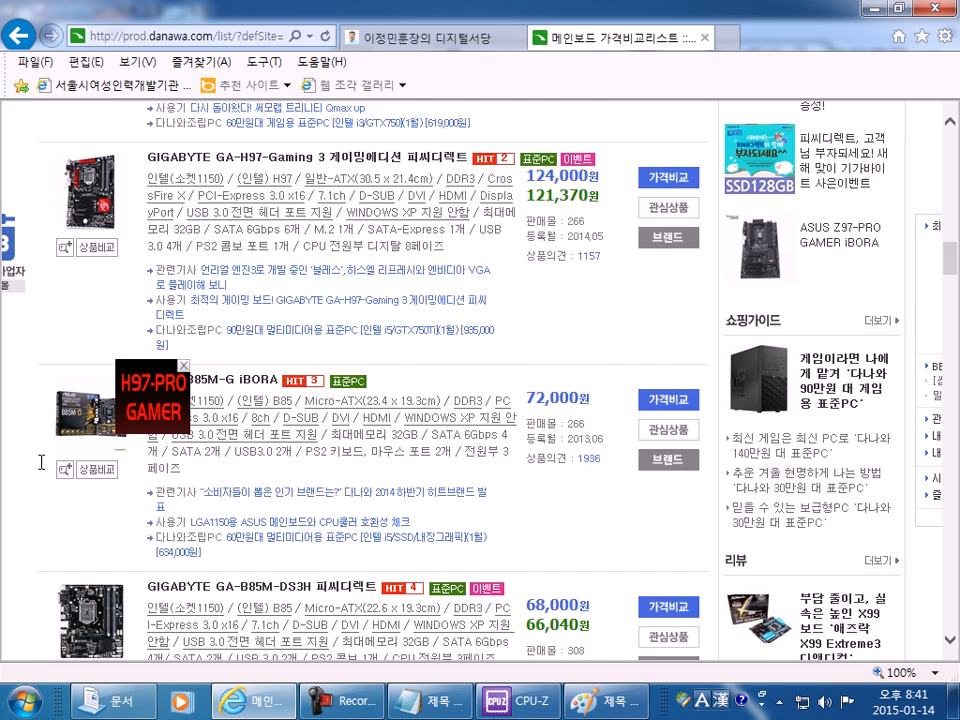 http://prod.danawa.com/list/?defSite=
이정민훈장의 디지털서당
메인보드 가격비교리스트 ::...
파일(F) 편집(E) 보기(V) 즐겨찾기(A) 도구(T) 도움말(H)
서울시여성인력개발기관 ...
추천 사이트
웹 조각 갤러리
사용기 다시 돌아왔다! 써모랩 트리니티 Qmax up
다나와조립PC 60만원대 게임용 표준PC [인텔 i3/GTX750](1월) [619,000원]
GIGABYTE GA-H97-Gaming 3 게이밍에디션 피씨디렉트 HIT 2 표준PC 이벤트
인텔(소켓1150) / (인텔) H97 / 일반-ATX(30.5 x 21.4cm) / DDR3 / Cros
sFire X / PCI-Express 3.0 x16 / 7.1ch / D-SUB / DVI / HDMI / Displa
yPort / USB 3.0 전면 헤더 포트 지원 / WINDOWS XP 지원 안함 / 최대메
모리 32GB / SATA 6Gbps 6개 / M.2 1개 / SATA-Express 1개 / USB
3.0 4개 / PS2 콤보 포트 1개 / CPU 전원부 디지털 8페이즈
124,000원
121,370원
판매몰 : 266
등록월 : 2014,05
상품의견 : 1157
가격비교
관심상품
브랜드
상품비교
관련기사 언리얼 엔진3로 개발 중인 '블레스', 하스웰 리프레시와 엔비디아 VGA
로 플레이해 보니
사용기 최적의 게이밍 보드! GIGABYTE GA-H97-Gaming 3 게이밍에디션 피씨
디렉트
다나와조립PC 90만원대 멀티미디어용 표준PC [인텔 i5/GTX750Ti](1월) [935,000
원]
H97-PRO
GAMER
B85M-G iBORA HIT 3 표준PC
(인텔) B85 / Micro-ATX(23.4 x 19.3cm) / DDR3 / PC
ss 3.0 x16 / 8ch / D-SUB / DVI / HDMI / WINDOWS XP 지원 안
USB 3.0 전면 헤더 포트 지원 / 최대메모리 32GB / SATA 6Gbps 4
개 / SATA 2개 / USB3.0 2개 / PS2 키보드, 마우스 포트 2개 / 전원부 3
페이즈
72,000원
판매몰 : 266
등록월 : 2013,06
상품의견 : 1936
가격비교
관심상품
브랜드
상품비교
관련기사 "소비자들이 뽑은 인기 브랜드는?" 다나와 2014 하반기 히트브랜드 발
표
사용기 LGA1150용 ASUS 메인보드와 CPU쿨러 호환성 체크
다나와조립PC 60만원대 멀티미디어용 표준PC [인텔 i5/SSD/내장그래픽](1월)
[634,000원]
GIGABYTE GA-B85M-DS3H 피씨디렉트 HIT 4 표준PC 이벤트
인텔(소켓1150) / (인텔) B85 / Micro-ATX(22.6 x 19.3cm) / DDR3 / PC
I-Express 3.0 x16 / 7.1ch / D-SUB / DVI / HDMI / WINDOWS XP 지원
안함 / USB 3.0 전면 헤더 포트 지원 / 최대메모리 32GB / SATA 6Gbps
4개 / SATA 2개 / USB 3.0 2개 / PS2 콤보 1개 / CPU 전원부 3페이즈
68,000원
66,040원
판매몰 : 308
가격비교
관심상품
증정!
피씨디렉트, 고객
님 부자되세요! 새
해 맞이 기가바이
트 사은이벤트
부자되세요~
SSD128GB
ASUS Z97-PRO
GAMER iBORA
쇼핑가이드 더보기
게임이라면 나에
게 맡겨 '다나와
90만원 대 게임
용 표준PC'
최신 게임은 최신 PC로 '다나와
140만원 대 표준PC'
추운 겨울 현명하게 나는 방법
'다나와 30만원 대 표준PC'
믿을 수 있는 보급형PC '다나와
30만원 대 표준PC'
리뷰 더보기
부담 줄이고, 실
속은 높인 X99
보드 '애즈락
X99 Extreme3
100%
문서
메인...
Recor...
제목 ...
CPU-Z
제목 ...
A 漢
오후 8:41
2015-01-14